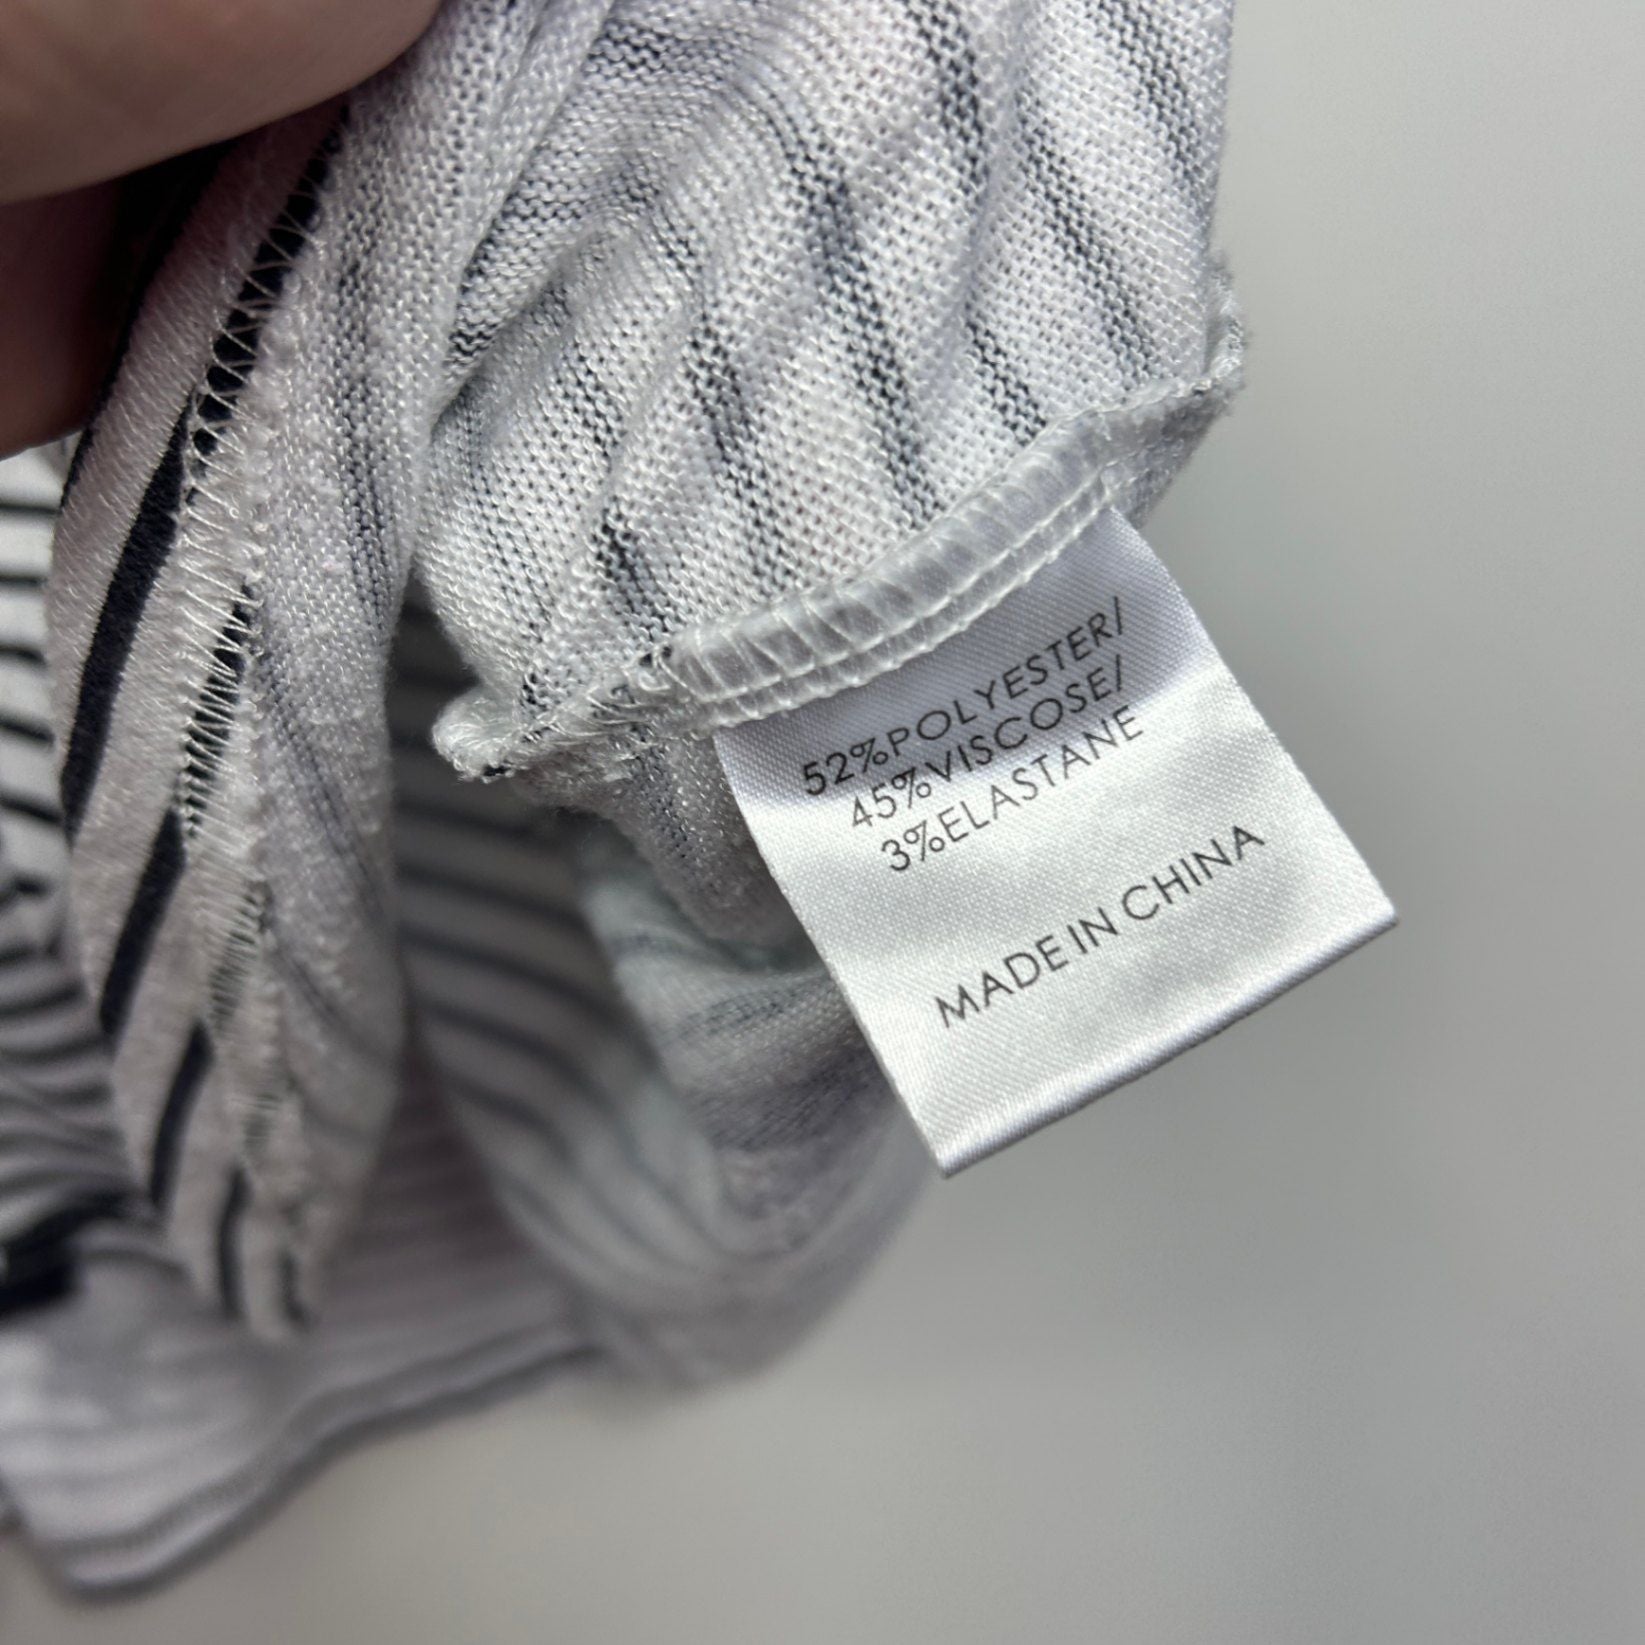 52%POLYESTER/
45%VISCOSE/
3%ELASTANE
MADE IN CHINA